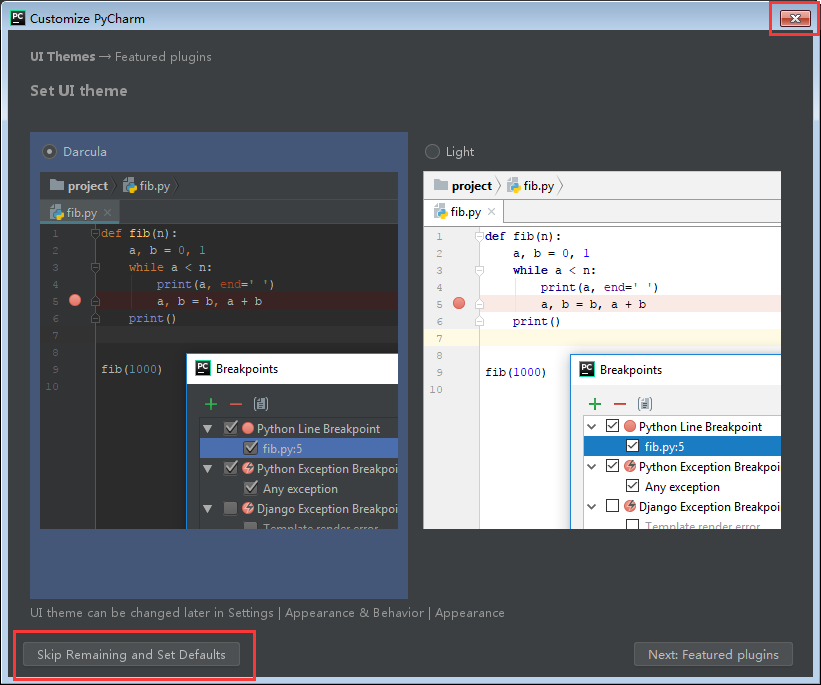 PC Customize PyCharm
UI Themes → Featured plugins
Set UI theme
Darcula
project fib.py
fib.py
1 def fib(n):
2 a, b = 0, 1
3 while a < n:
4 print(a, end=' ')
5 a, b = b, a + b
6 print()
7
8
9 fib(1000)
10
PC Breakpoints
Python Line Breakpoint
fib.py:5
Python Exception Breakpoi
Any exception
Django Exception Breakpoi
Template render error
Light
project fib.py
fib.py
1 def fib(n):
2 a, b = 0, 1
3 while a < n:
4 print(a, end=' ')
5 a, b = b, a + b
6 print()
7
8
9 fib(1000)
10
PC Breakpoints
Python Line Breakpoint
fib.py:5
Python Exception Breakpoi
Any exception
Django Exception Breakpoi
Template render error
UI theme can be changed later in Settings | Appearance & Behavior | Appearance
Skip Remaining and Set Defaults
Next: Featured plugins